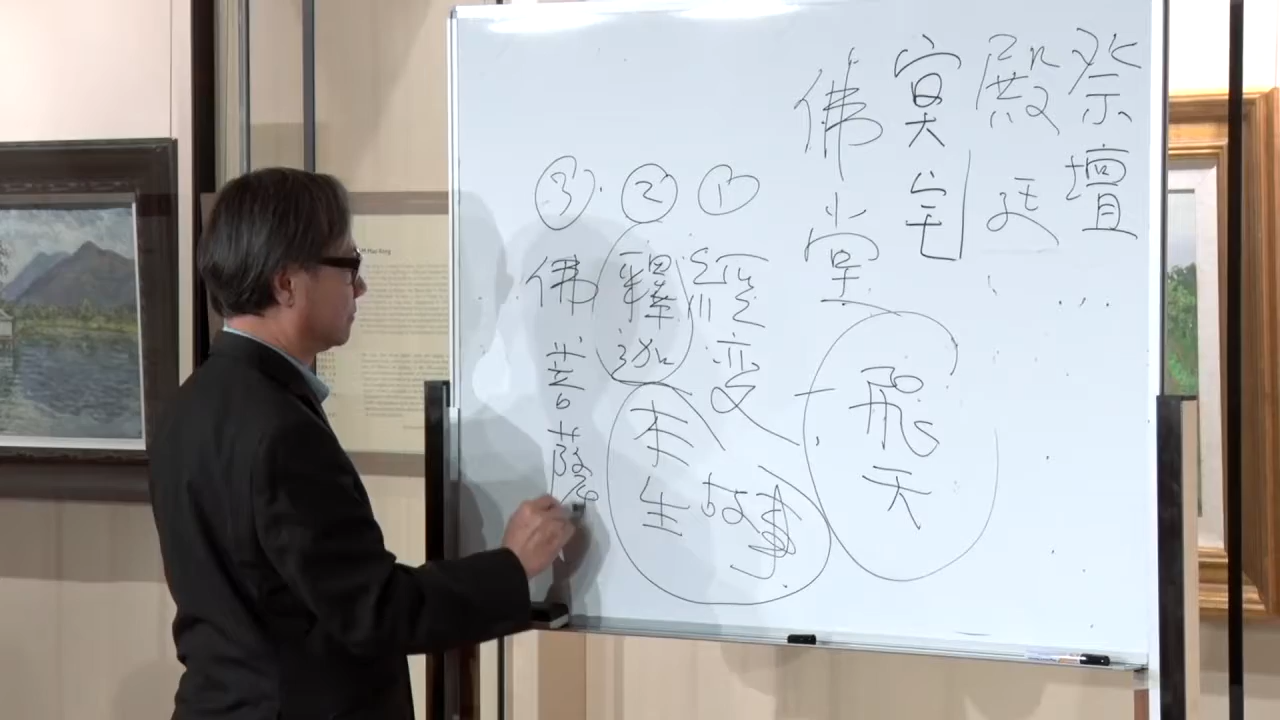 祭壇...
殿廷
冥宅
佛堂
飛天
① 經變
② 釋迦
本生故事
③ 佛菩薩